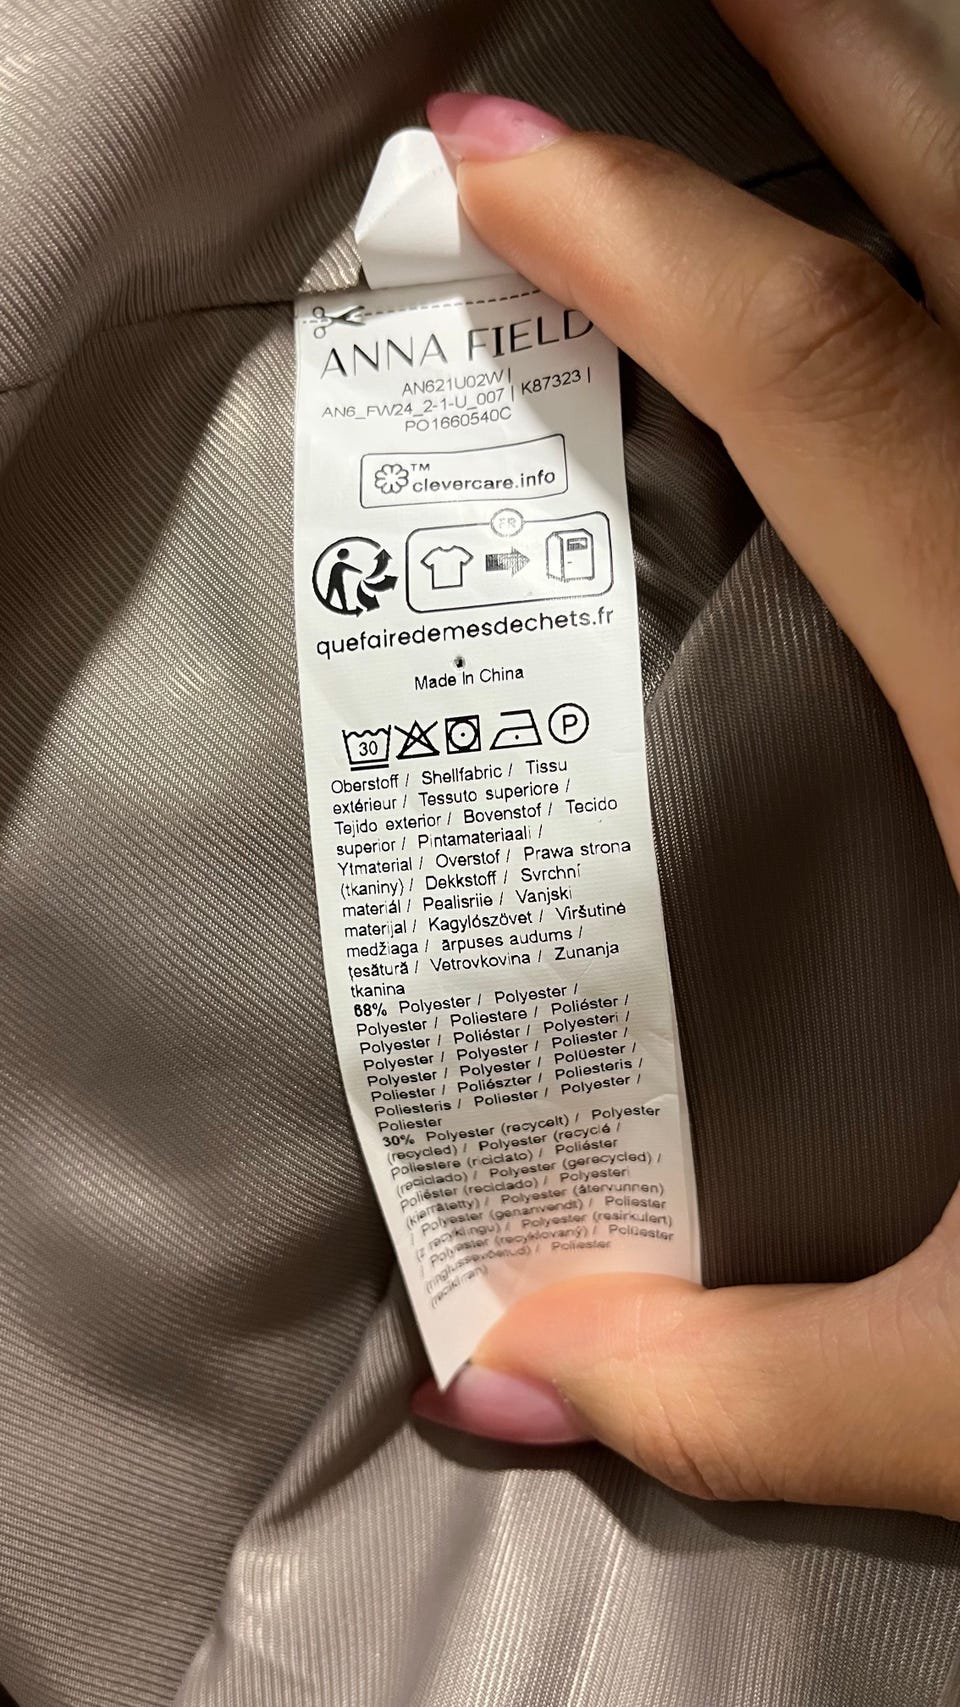 ANNA FIELD
AN621U02W |
AN6_FW24_2-1-U_007 | K87323 |
PO1660540C
TM
clevercare.info
FR
quefairedemesdechets.fr
Made In China
30
P
Oberstoff / Shellfabric / Tissu
extérieur / Tessuto superiore /
Tejido exterior / Bovenstof / Tecido
superior / Pintamateriaali /
Ytmaterial / Overstof / Prawa strona
(tkaniny) / Dekkstoff / Svrchní
materiál / Pealisriie / Vanjski
materijal / Kagylószövet / Viršutinė
medžiaga / ārpuses audums /
țesătură / Vetrovkovina / Zunanja
tkanina
68% Polyester / Polyester /
Polyester / Poliestere / Poliéster /
Polyester / Poliéster / Polyesteri /
Polyester / Polyester / Poliester /
Polyester / Polyester / Polüester /
Poliester / Poliészter / Poliesteris /
Poliesteris / Poliester / Polyester /
Poliester
30% Polyester (recycelt) / Polyester
(recycled) / Polyester (recyclé /
Poliestere (riciclato) / Poliéster
(reciclado) / Polyester (gerecycled) /
Poliéster (reciclado) / Polyesteri
(kierrätetty) / Polyester (återvunnen)
/ Polyester (genanvendt) / Poliester
(z recyklingu) / Polyester (resirkulert)
/ Polyester (recyklovaný) / Polüester
(ringlussevõetud) / Poliester
(recikliran)